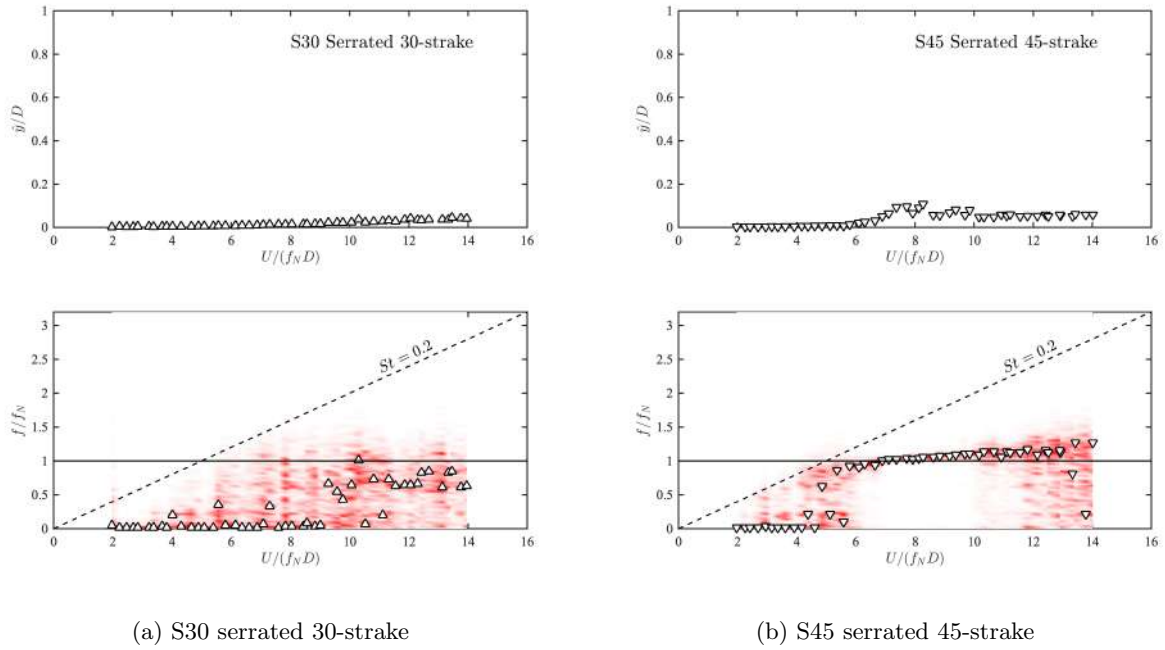 S30 Serrated 30-strake
ŷ/D
1
0.8
0.6
0.4
0.2
0
0 2 4 6 8 10 12 14 16
U/(f_N D)
S45 Serrated 45-strake
ŷ/D
1
0.8
0.6
0.4
0.2
0
0 2 4 6 8 10 12 14 16
U/(f_N D)
St = 0.2
f/f_N
3
2.5
2
1.5
1
0.5
0
0 2 4 6 8 10 12 14 16
U/(f_N D)
St = 0.2
f/f_N
3
2.5
2
1.5
1
0.5
0
0 2 4 6 8 10 12 14 16
U/(f_N D)
(a) S30 serrated 30-strake
(b) S45 serrated 45-strake